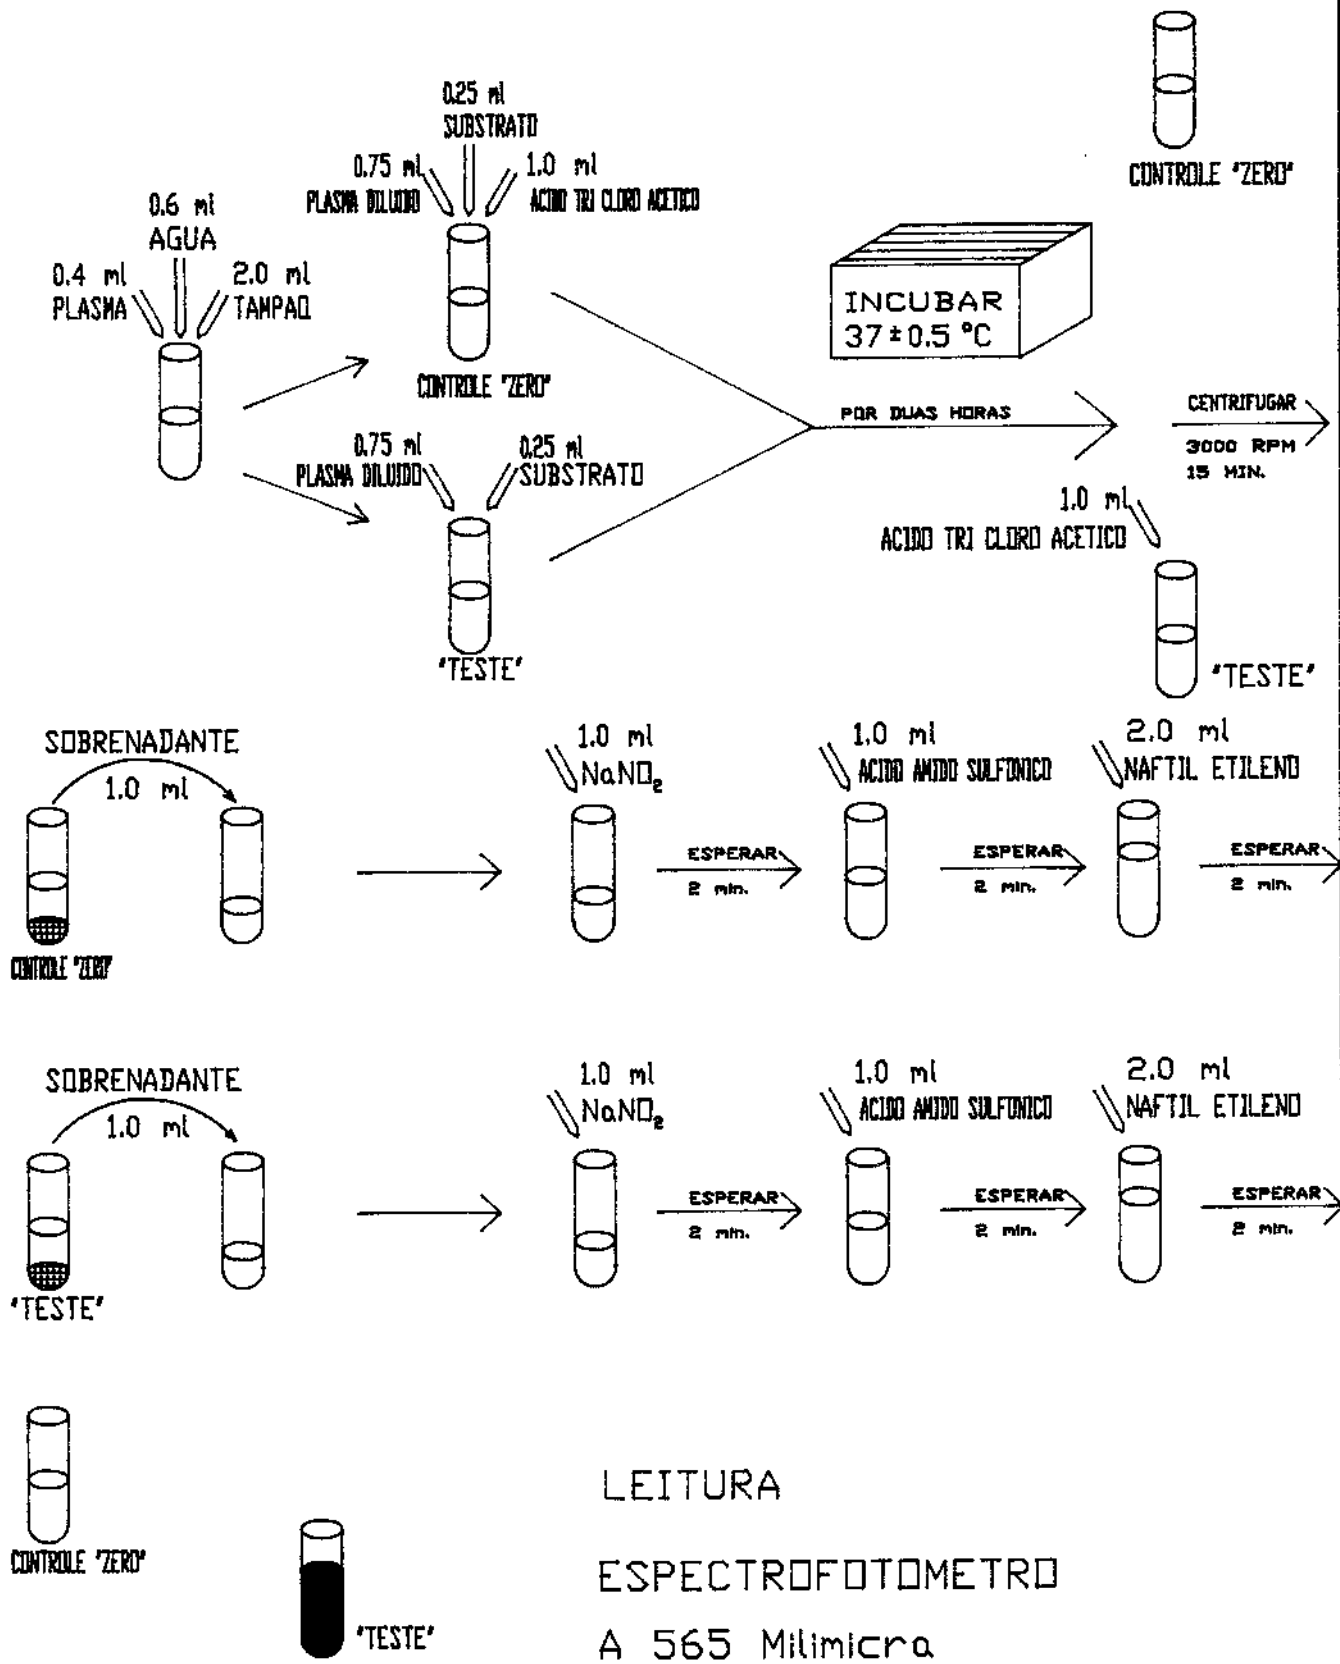 0.4 ml
PLASMA
0.6 ml
AGUA
2.0 ml
TAMPAO
0.75 ml
PLASMA DILUIDO
0.25 ml
SUBSTRATO
1.0 ml
ACIDO TRI CLORO ACETICO
CONTROLE "ZERO"
0.75 ml
PLASMA DILUIDO
0.25 ml
SUBSTRATO
"TESTE"
INCUBAR
37±0.5 °C
POR DUAS HORAS
CONTROLE "ZERO"
1.0 ml
ACIDO TRI CLORO ACETICO
"TESTE"
CENTRIFUGAR
3000 RPM
15 MIN.
SOBRENADANTE
1.0 ml
CONTROLE "ZERO"
1.0 ml
NaNO₂
ESPERAR
2 min.
1.0 ml
ACIDO AMIDO SULFONICO
ESPERAR
2 min.
2.0 ml
NAFTIL ETILENO
ESPERAR
2 min.
SOBRENADANTE
1.0 ml
"TESTE"
1.0 ml
NaNO₂
ESPERAR
2 min.
1.0 ml
ACIDO AMIDO SULFONICO
ESPERAR
2 min.
2.0 ml
NAFTIL ETILENO
ESPERAR
2 min.
CONTROLE "ZERO"
"TESTE"
LEITURA
ESPECTROFOTOMETRO
A 565 Milimicra